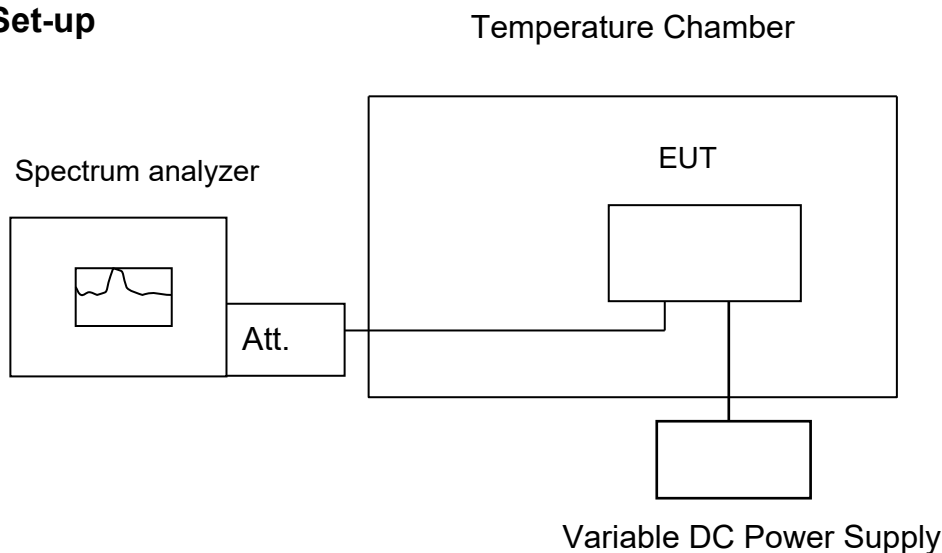 Set-up
Temperature Chamber
Spectrum analyzer
EUT
Att.
Variable DC Power Supply